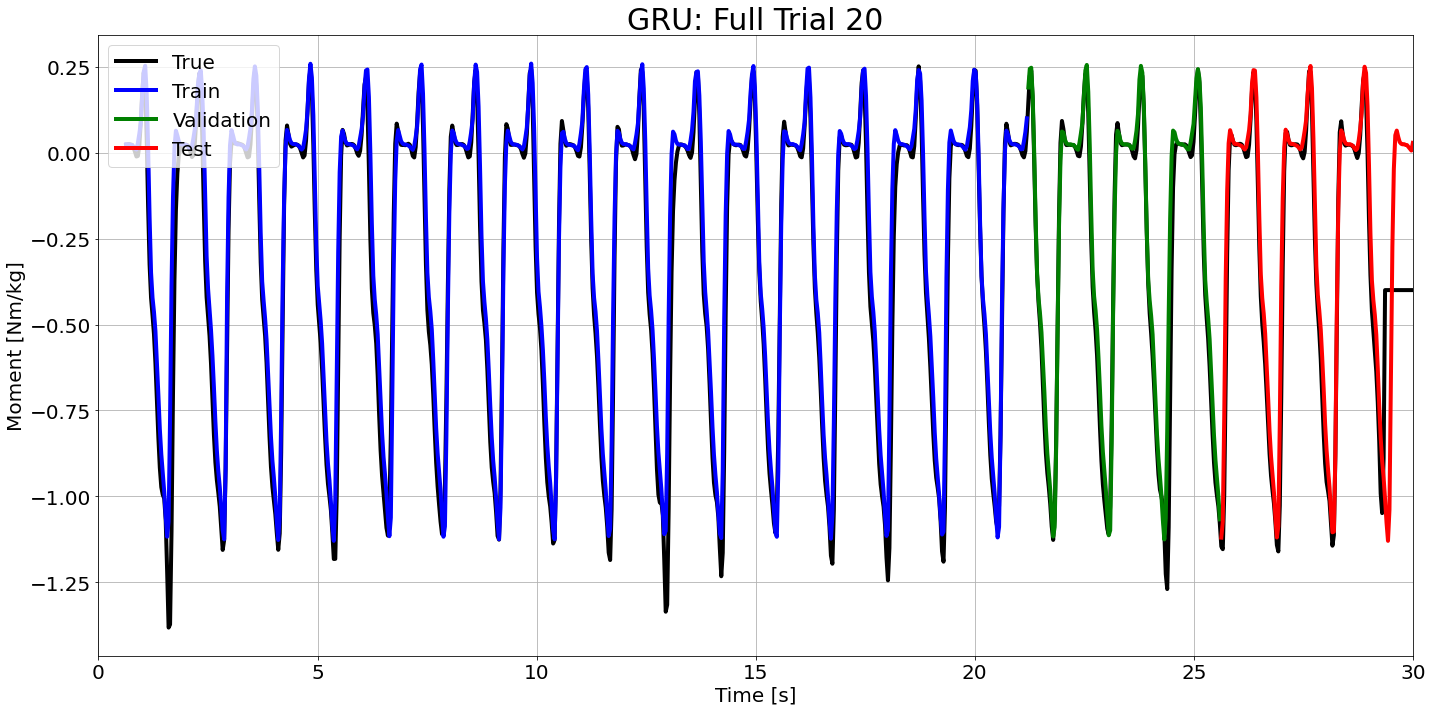 GRU: Full Trial 20
True
Train
Validation
Test
0.25
0.00
−0.25
−0.50
−0.75
−1.00
−1.25
Moment [Nm/kg]
0 5 10 15 20 25 30
Time [s]